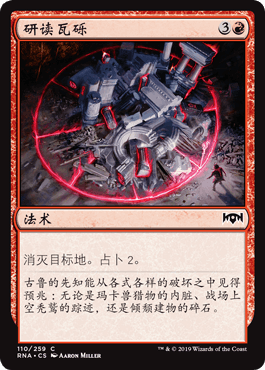 研读瓦砾 3
法术
消灭目标地。占卜2。
古鲁的先知能从各式各样的破坏之中见得
预兆：无论是玛卡兽猎物的内脏、战场上
空秃鹫的踪迹，还是倾颓建物的碎石。
110/259 C
RNA • CS AARON MILLER
™ & © 2019 Wizards of the Coast